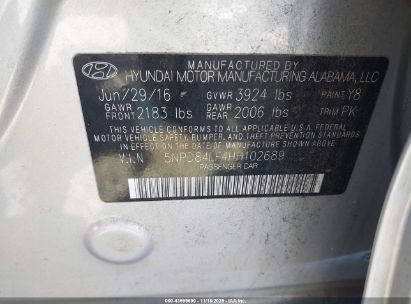 HYUNDAI
MANUFACTURED BY
HYUNDAI MOTOR MANUFACTURING ALABAMA, LLC
Jun/29/16 GVWR 3924 lbs PAINT Y8
GAWR FRONT 2183 lbs GAWR REAR 2006 lbs TRIM PK
THIS VEHICLE CONFORMS TO ALL APPLICABLE U.S. FEDERAL
MOTOR VEHICLE SAFETY, BUMPER, AND THEFT PREVENTION STANDARDS
IN EFFECT ON THE DATE OF MANUFACTURE SHOWN ABOVE.
V.I.N 5NPD84LF4HH102689
PASSENGER CAR